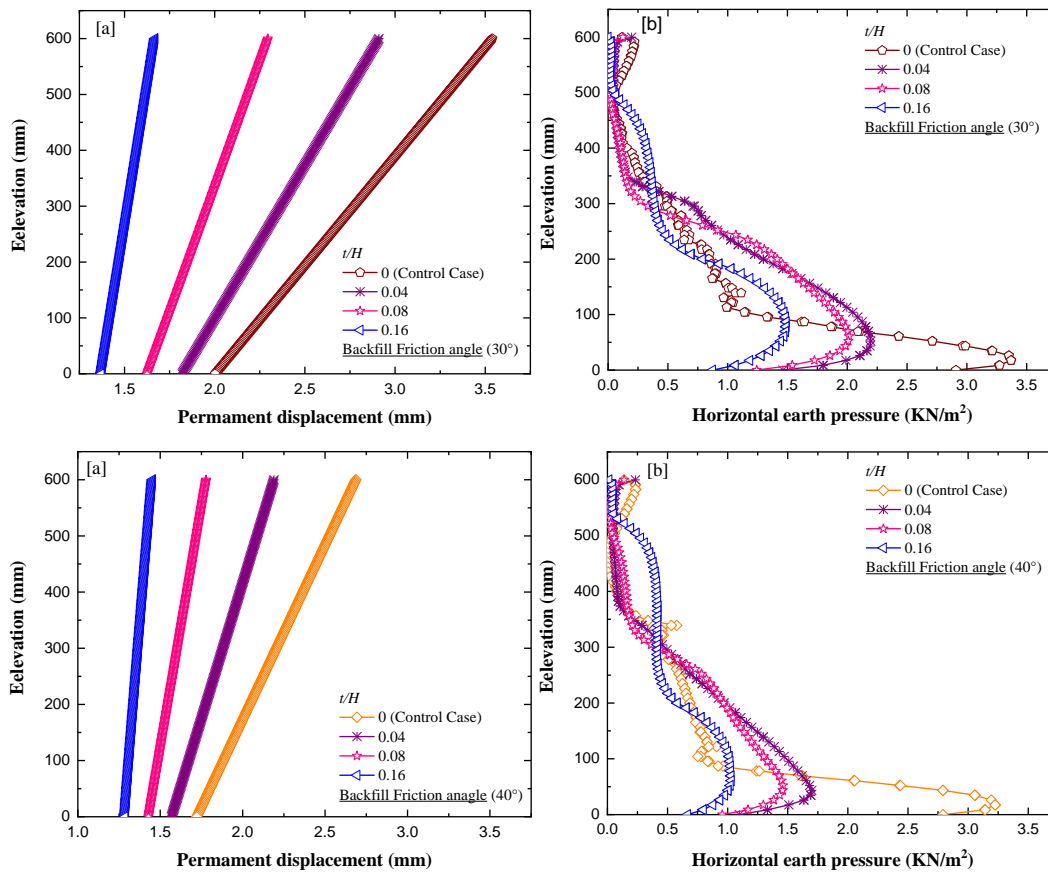 [a]
600
500
400
300
200
100
0
Eelevation (mm)
t/H
0 (Control Case)
0.04
0.08
0.16
Backfill Friction angle (30°)
1.5 2.0 2.5 3.0 3.5
Permament displacement (mm)
[b]
600
500
400
300
200
100
0
Eelevation (mm)
t/H
0 (Control Case)
0.04
0.08
0.16
Backfill Friction angle (30°)
0.0 0.5 1.0 1.5 2.0 2.5 3.0 3.5
Horizontal earth pressure (KN/m²)
[a]
600
500
400
300
200
100
0
Eelevation (mm)
t/H
0 (Control Case)
0.04
0.08
0.16
Backfill Friction anagle (40°)
1.0 1.5 2.0 2.5 3.0 3.5
Permament displacement (mm)
[b]
600
500
400
300
200
100
0
Eelevation (mm)
t/H
0 (Control Case)
0.04
0.08
0.16
Backfill Friction angle (40°)
0.0 0.5 1.0 1.5 2.0 2.5 3.0 3.5
Horizontal earth pressure (KN/m²)